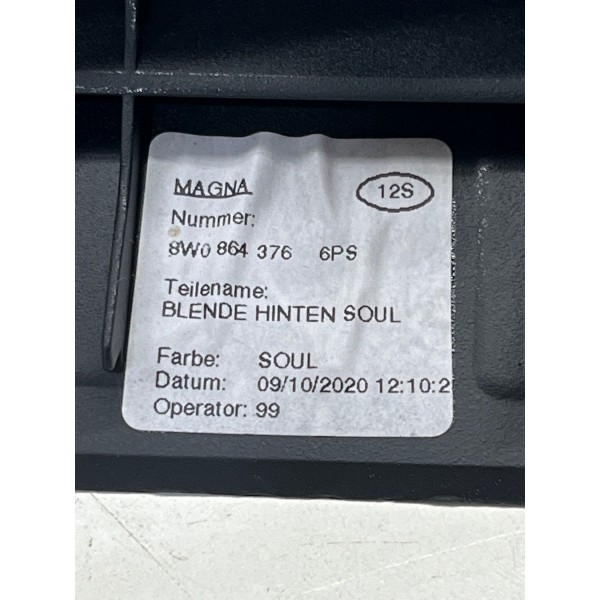 MAGNA 12S
Nummer:
8W0 864 376 6PS
Teilename:
BLENDE HINTEN SOUL
Farbe: SOUL
Datum: 09/10/2020 12:10:2
Operator: 99